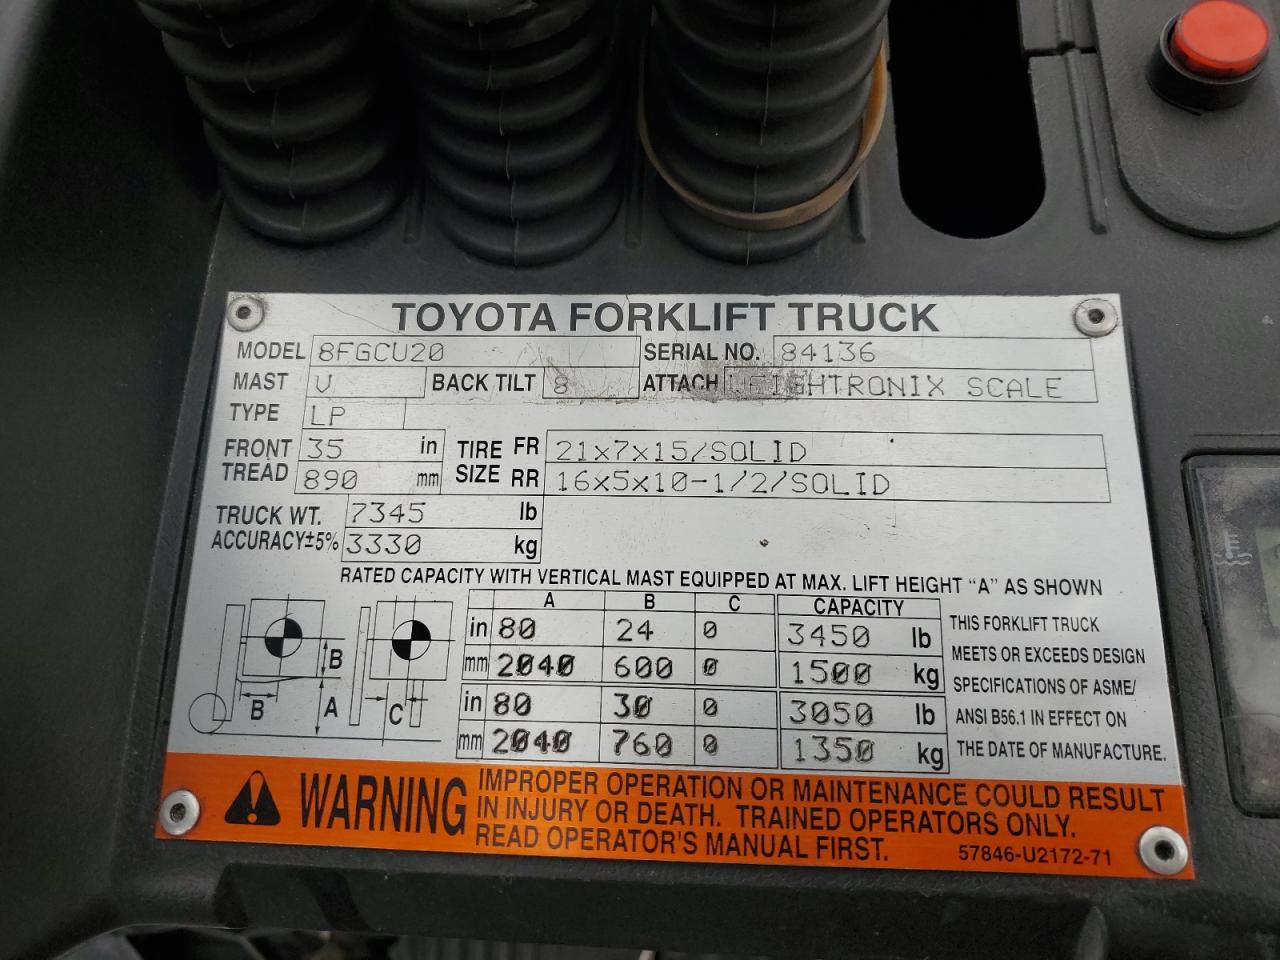 TOYOTA FORKLIFT TRUCK
MODEL 8FGCU20 SERIAL NO. 84136
MAST V BACK TILT 8 ATTACH WEIGHTRONIX SCALE
TYPE LP
FRONT TREAD 35 in TIRE SIZE FR 21x7x15/SOLID
890 mm RR 16x5x10-1/2/SOLID
TRUCK WT. 7345 lb
ACCURACY±5% 3330 kg
RATED CAPACITY WITH VERTICAL MAST EQUIPPED AT MAX. LIFT HEIGHT "A" AS SHOWN
A B C CAPACITY
in 80 24 0 3450 lb
mm 2040 600 0 1500 kg
in 80 30 0 3050 lb
mm 2040 760 0 1350 kg
B
B A C
THIS FORKLIFT TRUCK
MEETS OR EXCEEDS DESIGN
SPECIFICATIONS OF ASME/
ANSI B56.1 IN EFFECT ON
THE DATE OF MANUFACTURE.
WARNING
IMPROPER OPERATION OR MAINTENANCE COULD RESULT
IN INJURY OR DEATH. TRAINED OPERATORS ONLY.
READ OPERATOR'S MANUAL FIRST. 57846-U2172-71